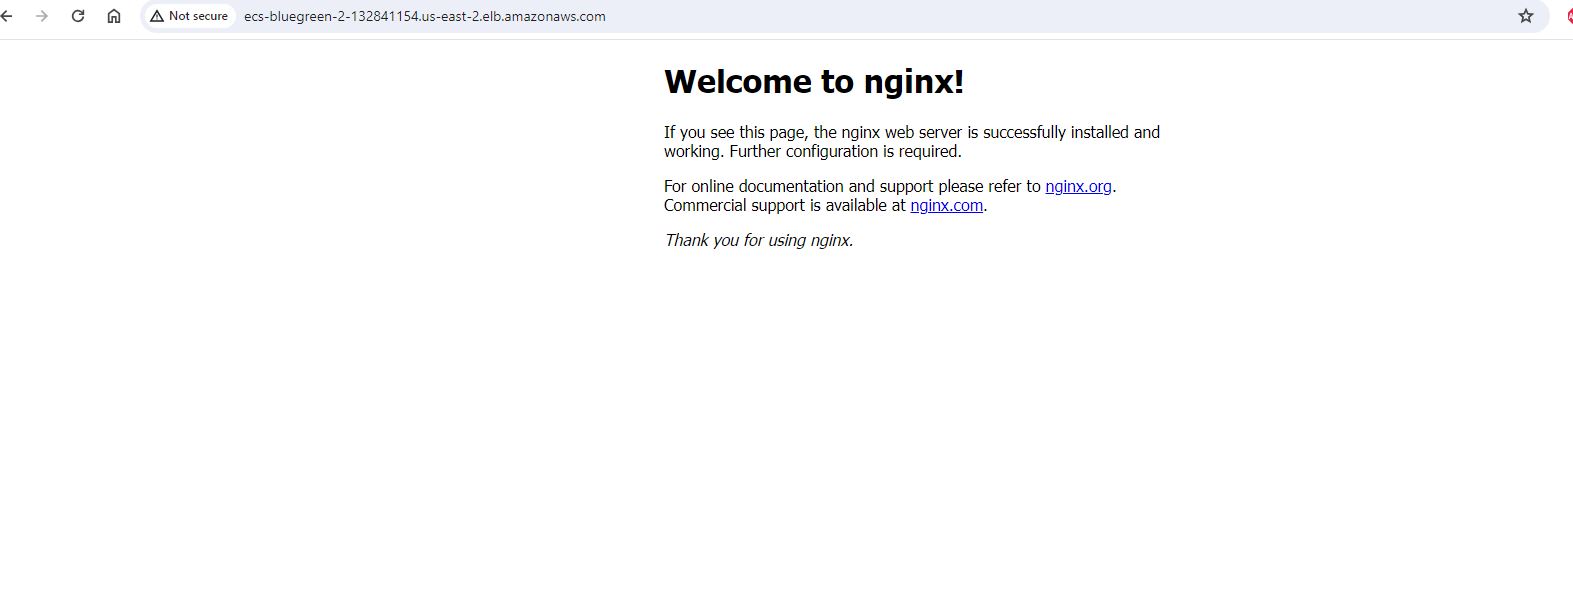 Not secure ecs-bluegreen-2-132841154.us-east-2.elb.amazonaws.com
Welcome to nginx!
If you see this page, the nginx web server is successfully installed and
working. Further configuration is required.
For online documentation and support please refer to nginx.org.
Commercial support is available at nginx.com.
Thank you for using nginx.